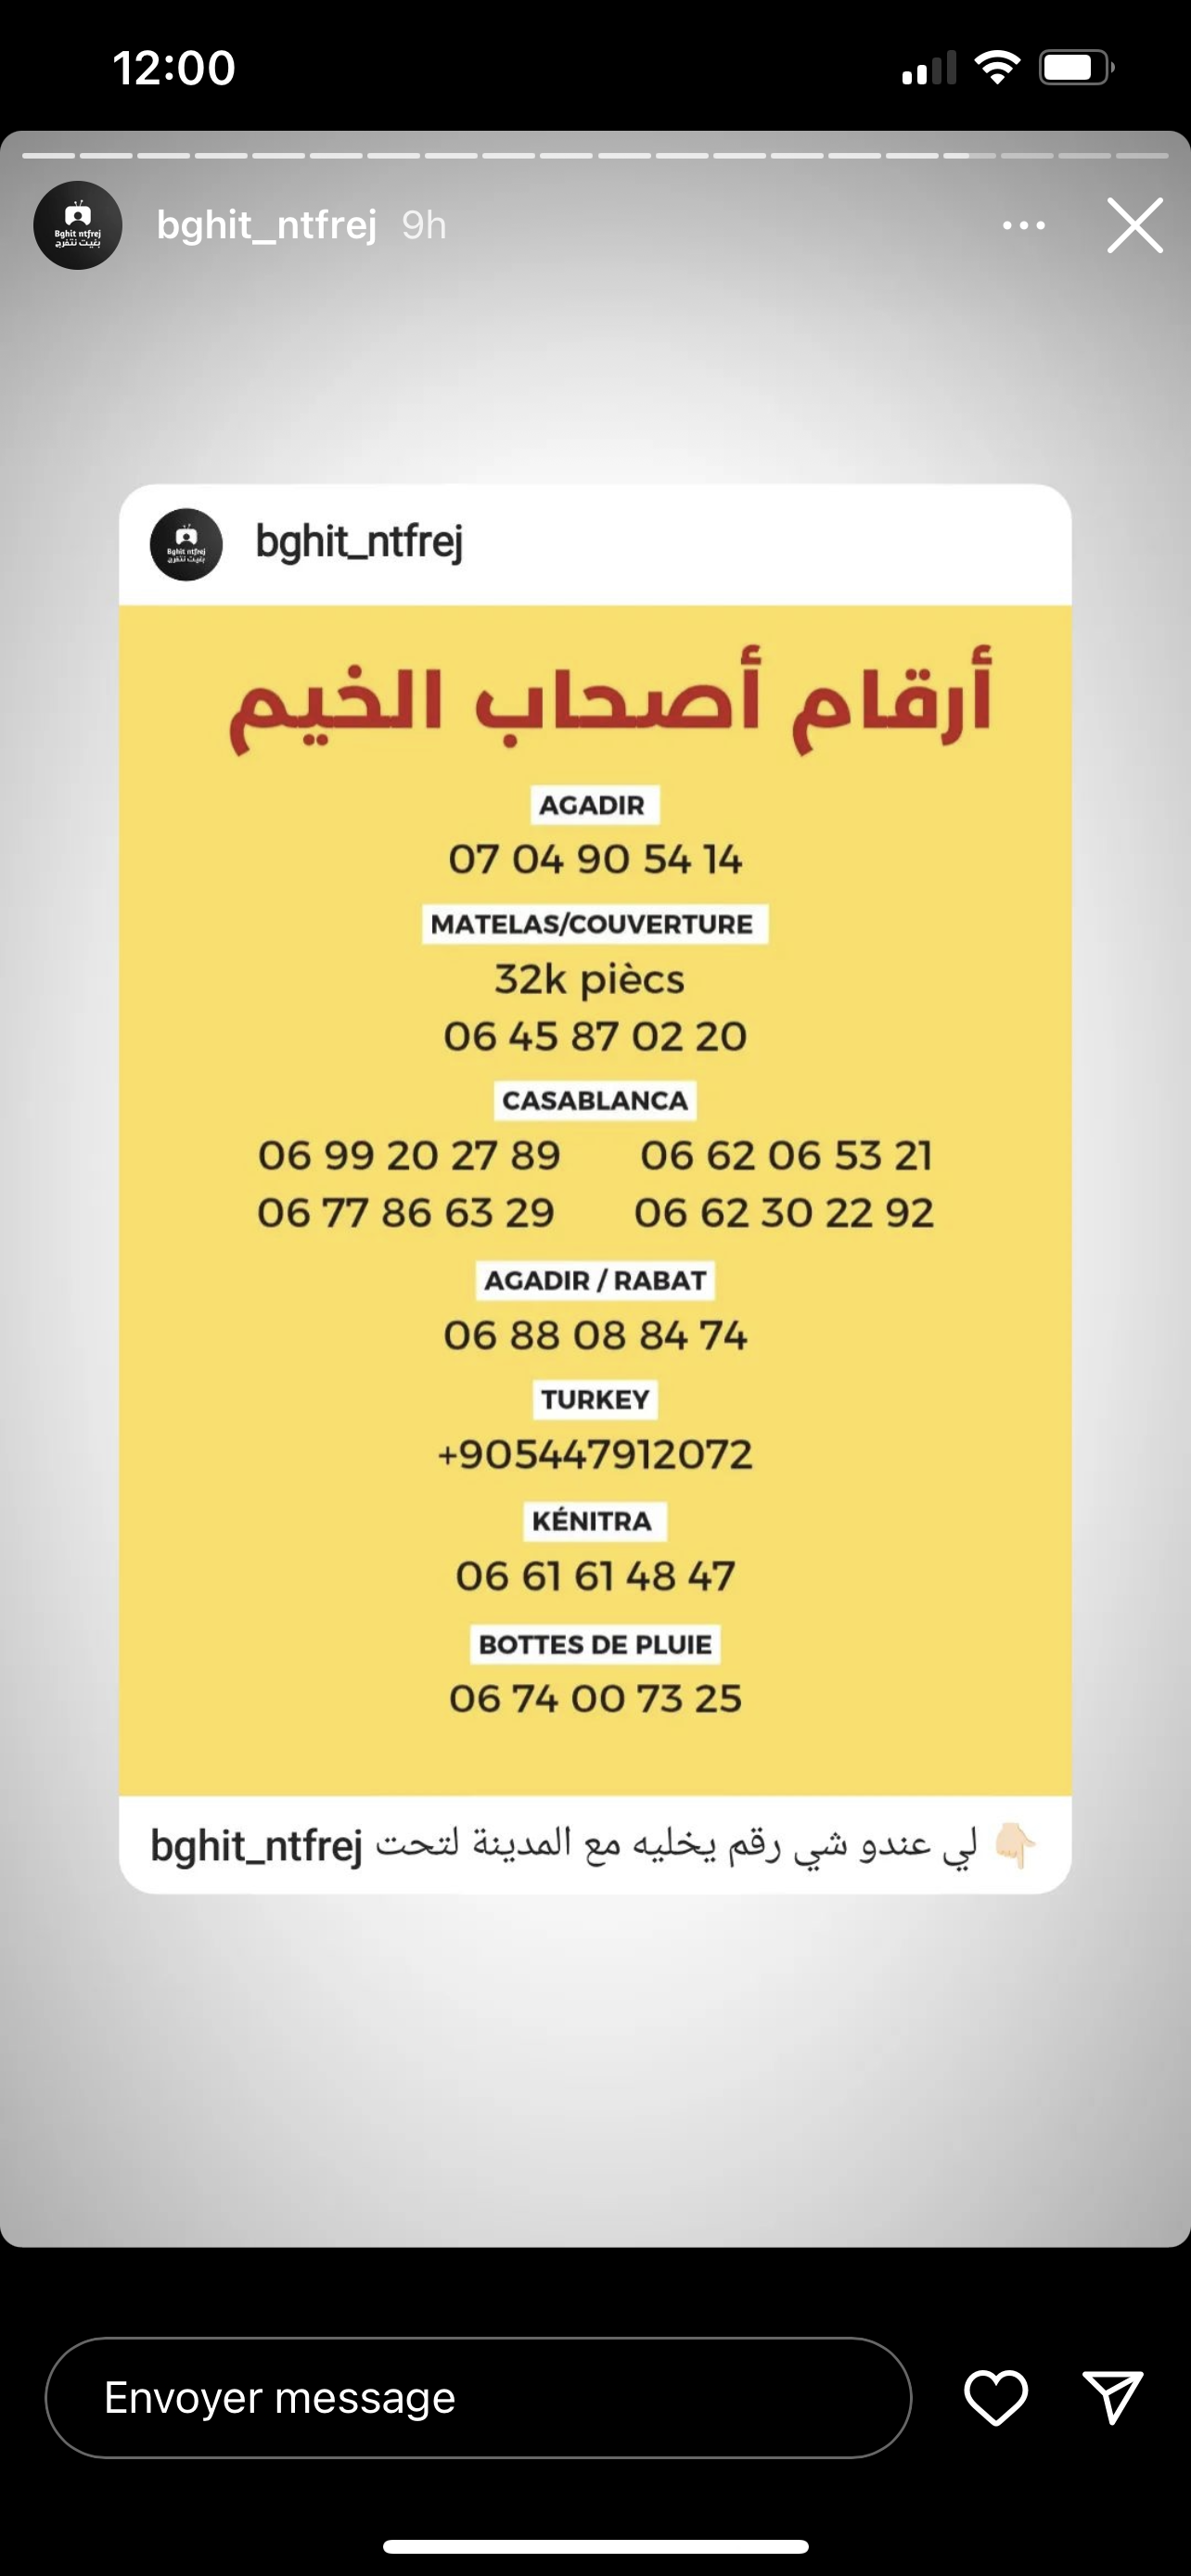 12:00
Bghit ntfrej
بغيت نتفرج
bghit_ntfrej 9h
Bghit ntfrej
بغيت نتفرج
bghit_ntfrej
أرقام أصحاب الخيم
AGADIR
07 04 90 54 14
MATELAS/COUVERTURE
32k piècs
06 45 87 02 20
CASABLANCA
06 99 20 27 89 06 62 06 53 21
06 77 86 63 29 06 62 30 22 92
AGADIR / RABAT
06 88 08 84 74
TURKEY
+905447912072
KÉNITRA
06 61 61 48 47
BOTTES DE PLUIE
06 74 00 73 25
bghit_ntfrej لي عندو شي رقم يخليه مع المدينة لتحت 👇🏻
Envoyer message